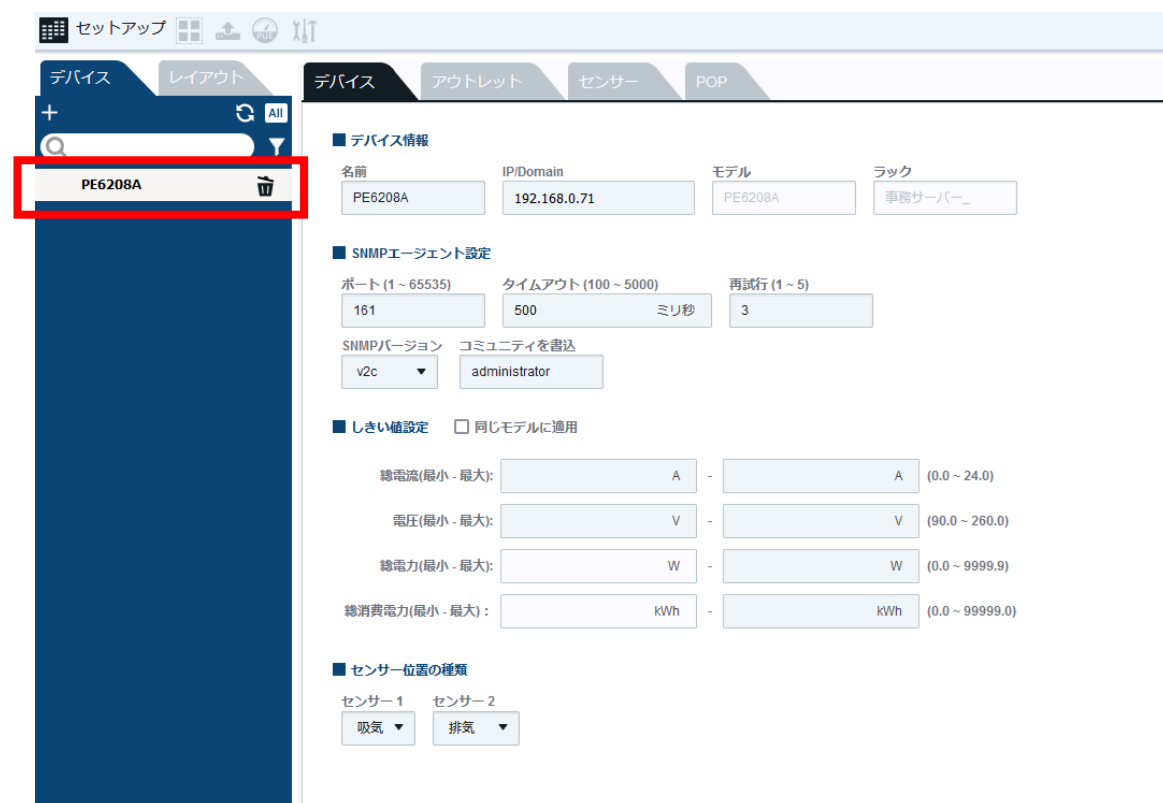 セットアップ PUE
デバイス レイアウト
デバイス アウトレット センサー POP
+ All
PE6208A
デバイス情報
名前 IP/Domain モデル ラック
PE6208A 192.168.0.71 PE6208A 事務サーバー_
SNMPエージェント設定
ポート (1 ~ 65535) タイムアウト (100 ~ 5000) 再試行 (1 ~ 5)
161 500 ミリ秒 3
SNMPバージョン コミュニティを書込
v2c administrator
しきい値設定 同じモデルに適用
総電流(最小 - 最大): A - A (0.0 ~ 24.0)
電圧(最小 - 最大): V - V (90.0 ~ 260.0)
総電力(最小 - 最大): W - W (0.0 ~ 9999.9)
総消費電力(最小 - 最大) : kWh - kWh (0.0 ~ 99999.0)
センサー位置の種類
センサー 1 センサー 2
吸気 排気